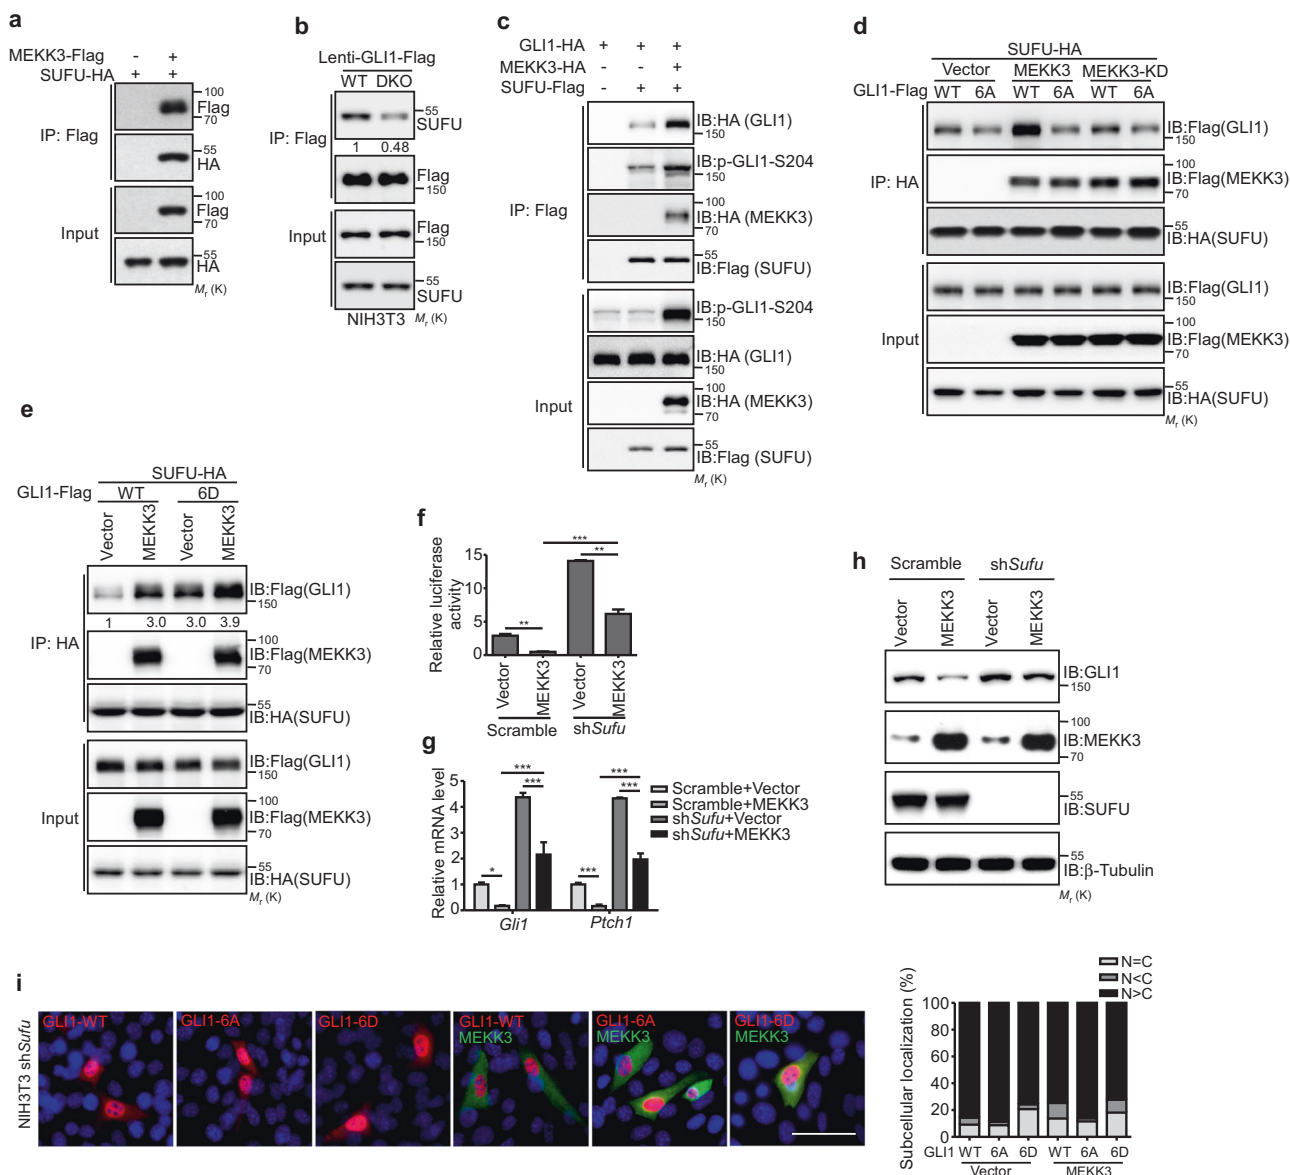 a
MEKK3-Flag - +
SUFU-HA + +
IP: Flag
100
Flag
70
55
HA
Input
100
Flag
70
55
HA
Mr (K)
b
Lenti-GLI1-Flag
WT DKO
IP: Flag
55
SUFU
1 0.48
Flag
150
Input
Flag
150
55
SUFU
NIH3T3 Mr (K)
c
GLI1-HA + + +
MEKK3-HA - - +
SUFU-Flag - + +
IP: Flag
IB:HA (GLI1)
150
IB:p-GLI1-S204
150
100
IB:HA (MEKK3)
70
55
IB:Flag (SUFU)
Input
IB:p-GLI1-S204
150
IB:HA (GLI1)
150
100
IB:HA (MEKK3)
70
55
IB:Flag (SUFU)
Mr (K)
d
SUFU-HA
Vector MEKK3 MEKK3-KD
GLI1-Flag WT 6A WT 6A WT 6A
IP: HA
IB:Flag(GLI1)
150
100
IB:Flag(MEKK3)
70
55
IB:HA(SUFU)
Input
IB:Flag(GLI1)
150
100
IB:Flag(MEKK3)
70
55
IB:HA(SUFU)
Mr (K)
e
SUFU-HA
GLI1-Flag WT 6D
Vector MEKK3 Vector MEKK3
IP: HA
IB:Flag(GLI1)
150
1 3.0 3.0 3.9
100
IB:Flag(MEKK3)
70
55
IB:HA(SUFU)
Input
IB:Flag(GLI1)
150
100
IB:Flag(MEKK3)
70
55
IB:HA(SUFU)
Mr (K)
f
Relative luciferase activity
15
10
5
0
**
***
**
Vector MEKK3 Vector MEKK3
Scramble shSufu
g
Relative mRNA level
5
4
3
2
1
0
*
***
***
***
***
***
Gli1 Ptch1
Scramble+Vector
Scramble+MEKK3
shSufu+Vector
shSufu+MEKK3
h
Scramble shSufu
Vector MEKK3 Vector MEKK3
IB:GLI1
150
100
IB:MEKK3
70
55
IB:SUFU
55
IB:β-Tubulin
Mr (K)
i
NIH3T3 shSufu
GLI1-WT
GLI1-6A
GLI1-6D
GLI1-WT
MEKK3
GLI1-6A
MEKK3
GLI1-6D
MEKK3
N=C
N<C
N>C
Subcellular localization (%)
100
80
60
40
20
0
GLI1 WT 6A 6D WT 6A 6D
Vector MEKK3